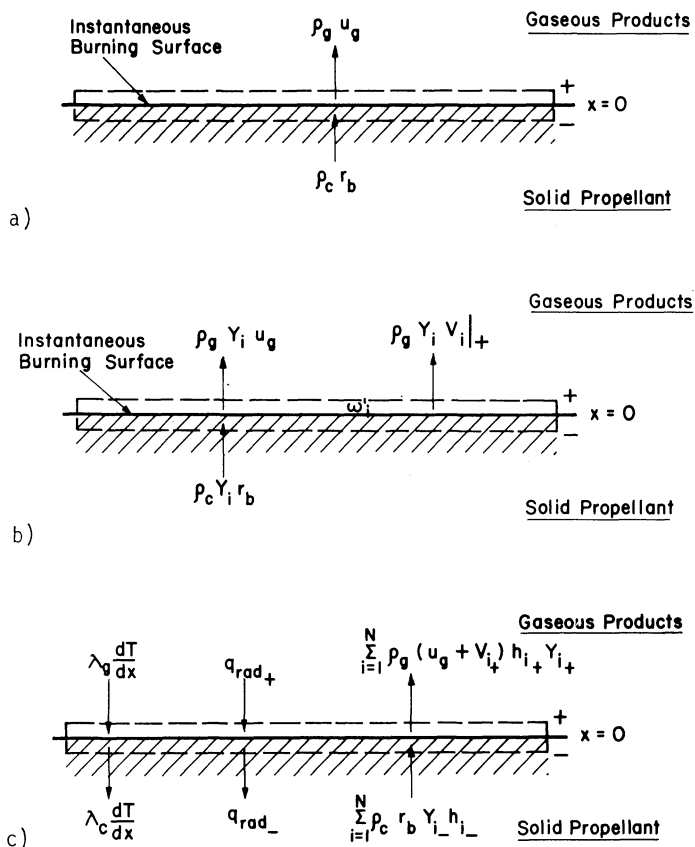 Gaseous Products
Instantaneous
Burning Surface
ρg ug
+
x = 0
−
ρc rb
Solid Propellant
a)
Gaseous Products
Instantaneous
Burning Surface
ρg Yi ug
ρg Yi Vi|+
ω'i
+
x = 0
−
ρc Yi rb
Solid Propellant
b)
Gaseous Products
λg dT/dx
qrad+
N Σ i=1 ρg (ug + Vi+) hi+ Yi+
+
x = 0
−
λc dT/dx
qrad−
N Σ i=1 ρc rb Yi− hi−
Solid Propellant
c)